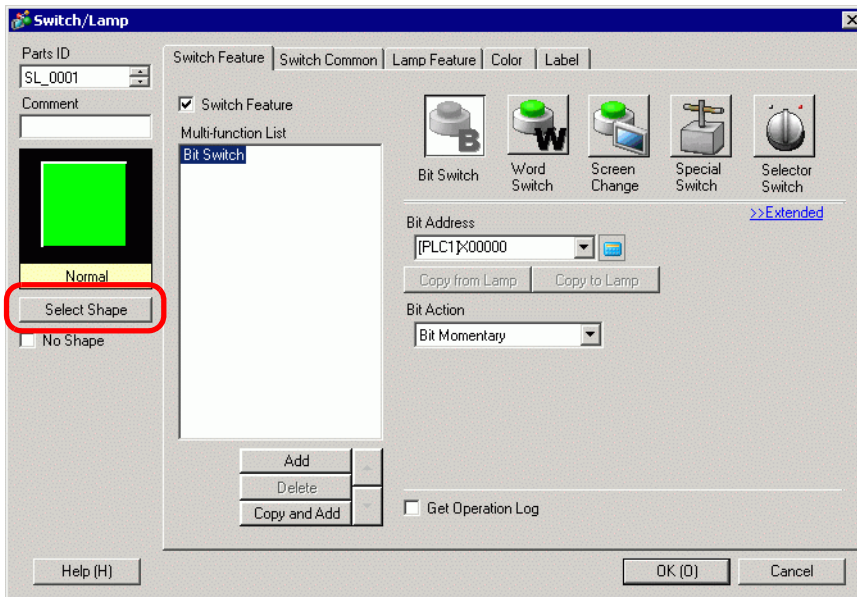 Switch/Lamp
Parts ID
SL_0001
Comment
Normal
Select Shape
No Shape
Switch Feature
Switch Common
Lamp Feature
Color
Label
Switch Feature
Multi-function List
Bit Switch
Add
Delete
Copy and Add
B
Bit Switch
W
Word
Switch
Screen
Change
Special
Switch
Selector
Switch
>>Extended
Bit Address
[PLC1]X00000
Copy from Lamp
Copy to Lamp
Bit Action
Bit Momentary
Get Operation Log
Help (H)
OK (O)
Cancel